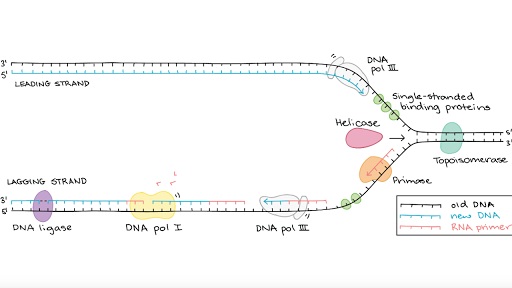 3'
5'
LEADING STRAND
DNA
pol III
Single-stranded
binding proteins
Helicase
5'
3'
Topoisomerase
Primase
LAGGING STRAND
3'
5'
DNA ligase
DNA pol I
DNA pol III
old DNA
new DNA
RNA primer